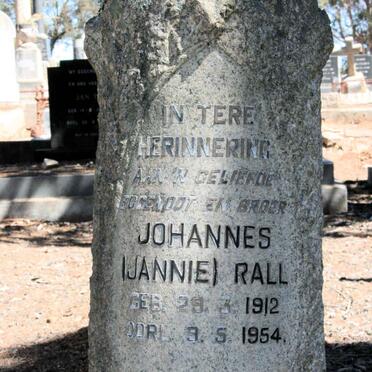 IN TERE
HERINNERING
AAN 'N GELIEFDE
EGGENOOT EN BROER
JOHANNES
(JANNIE) RALL
GEB. 28. 3. 1912
OORL. 9. 5. 1954.